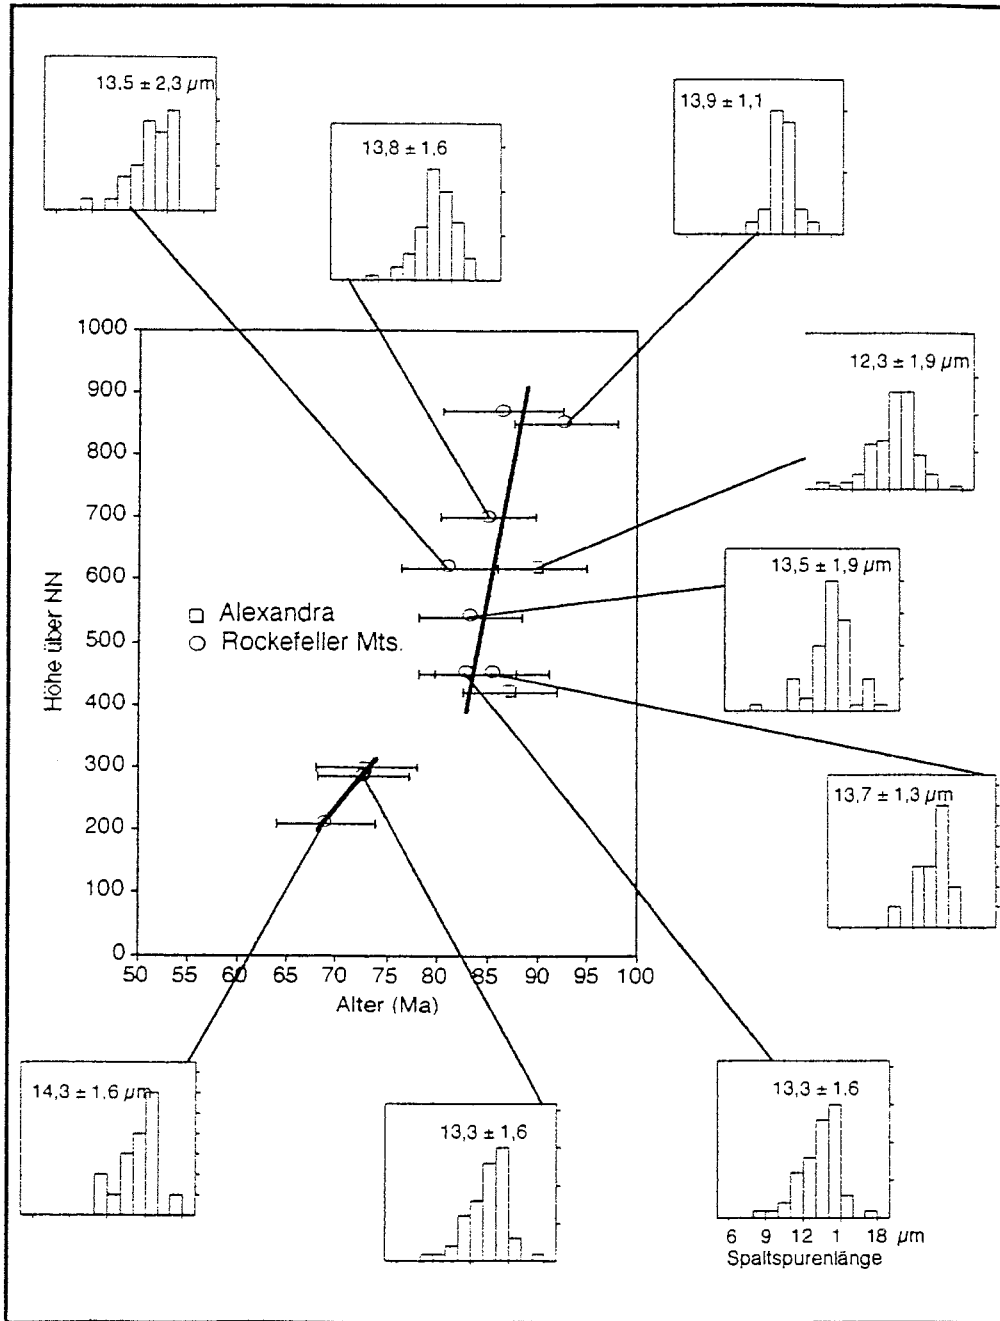 13,5 ± 2,3 µm
13,8 ± 1,6
13,9 ± 1,1
12,3 ± 1,9 µm
13,5 ± 1,9 µm
13,7 ± 1,3 µm
1000
900
800
700
600
500
400
300
200
100
0
Höhe über NN
□ Alexandra
○ Rockefeller Mts.
50 55 60 65 70 75 80 85 90 95 100
Alter (Ma)
14,3 ± 1,6 µm
13,3 ± 1,6
13,3 ± 1,6
6 9 12 1 18 µm
Spaltspurenlänge